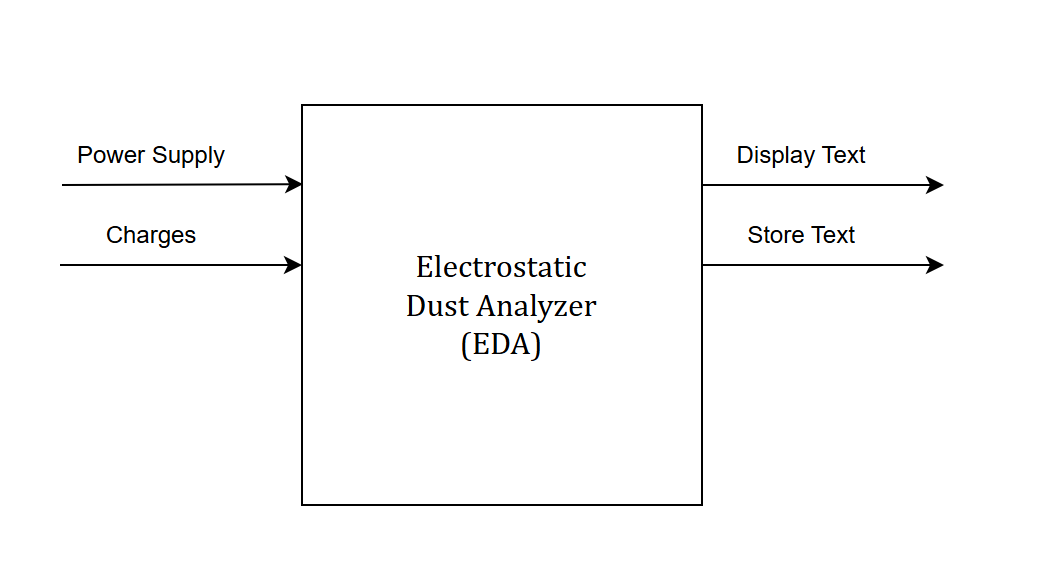 Power Supply
Charges
Electrostatic
Dust Analyzer
(EDA)
Display Text
Store Text